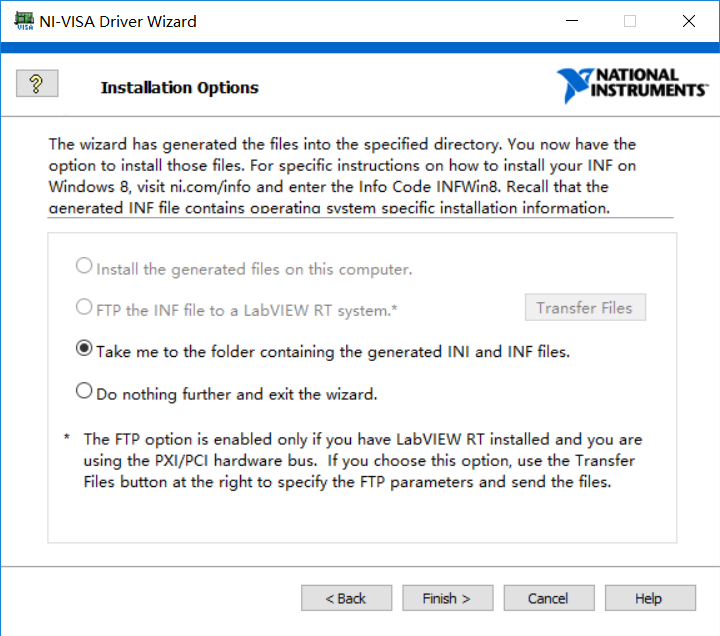 NI-VISA Driver Wizard
?
Installation Options
NATIONAL
INSTRUMENTS™
The wizard has generated the files into the specified directory. You now have the
option to install those files. For specific instructions on how to install your INF on
Windows 8, visit ni.com/info and enter the Info Code INFWin8. Recall that the
generated INF file contains operating system specific installation information.
Install the generated files on this computer.
FTP the INF file to a LabVIEW RT system.*
Transfer Files
Take me to the folder containing the generated INI and INF files.
Do nothing further and exit the wizard.
* The FTP option is enabled only if you have LabVIEW RT installed and you are
using the PXI/PCI hardware bus. If you choose this option, use the Transfer
Files button at the right to specify the FTP parameters and send the files.
< Back
Finish >
Cancel
Help